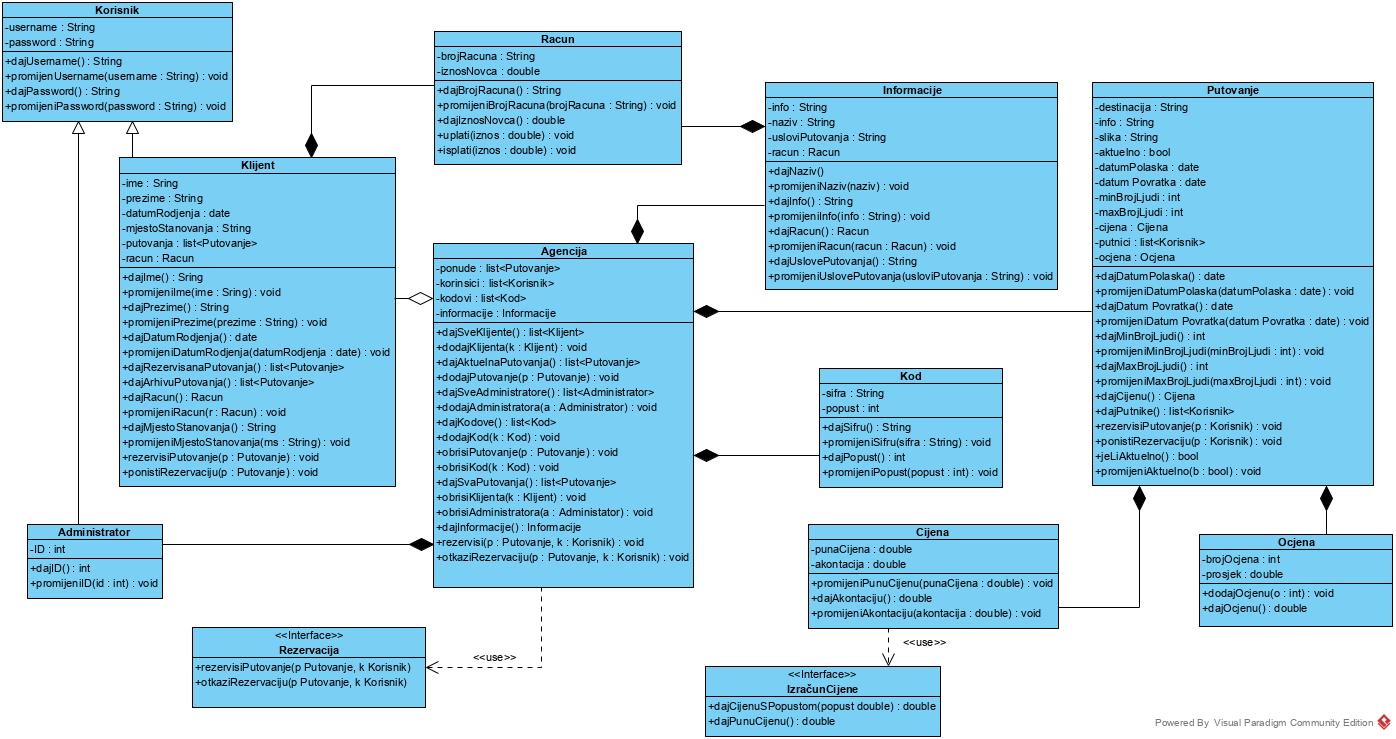 Korisnik
-username : String
-password : String
+dajUsername() : String
+promijenUsername(username : String) : void
+dajPassword() : String
+promijeniPassword(password : String) : void
Racun
-brojRacuna : String
-iznosNovca : double
+dajBrojRacuna() : String
+promijeniBrojRacuna(brojRacuna : String) : void
+dajIznosNovca() : double
+uplati(iznos : double) : void
+isplati(iznos : double) : void
Informacije
-info : String
-naziv : String
-usloviPutovanja : String
-racun : Racun
+dajNaziv()
+promijeniNaziv(naziv) : void
+dajInfo() : String
+promijeniInfo(info : String) : void
+dajRacun() : Racun
+promijeniRacun(racun : Racun) : void
+dajUslovePutovanja() : String
+promijeniUslovePutovanja(usloviPutovanja : String) : void
Putovanje
-destinacija : String
-info : String
-slika : String
-aktuelno : bool
-datumPolaska : date
-datum Povratka : date
-minBrojLjudi : int
-maxBrojLjudi : int
-cijena : Cijena
-putnici : list<Korisnik>
-ocjena : Ocjena
+dajDatumPolaska() : date
+promijeniDatumPolaska(datumPolaska : date) : void
+dajDatum Povratka() : date
+promijeniDatum Povratka(datum Povratka : date) : void
+dajMinBrojLjudi() : int
+promijeniMinBrojLjudi(minBrojLjudi : int) : void
+dajMaxBrojLjudi() : int
+promijeniMaxBrojLjudi(maxBrojLjudi : int) : void
+dajCijenu() : Cijena
+dajPutnike() : list<Korisnik>
+rezervisiPutovanje(p : Korisnik) : void
+ponistiRezervaciju(p : Korisnik) : void
+jeLiAktuelno() : bool
+promijeniAktuelno(b : bool) : void
Klijent
-ime : Sring
-prezime : String
-datumRodjenja : date
-mjestoStanovanja : String
-putovanja : list<Putovanje>
-racun : Racun
+dajIme() : Sring
+promijeniIme(ime : Sring) : void
+dajPrezime() : String
+promijeniPrezime(prezime : String) : void
+dajDatumRodjenja() : date
+promijeniDatumRodjenja(datumRodjenja : date) : void
+dajRezervisanaPutovanja() : list<Putovanje>
+dajArhivuPutovanja() : list<Putovanje>
+dajRacun() : Racun
+promijeniRacun(r : Racun) : void
+dajMjestoStanovanja() : String
+promijeniMjestoStanovanja(ms : String) : void
+rezervisiPutovanje(p : Putovanje) : void
+ponistiRezervaciju(p : Putovanje) : void
Agencija
-ponude : list<Putovanje>
-korinsici : list<Korisnik>
-kodovi : list<Kod>
-informacije : Informacije
+dajSveKlijente() : list<Klijent>
+dodajKlijenta(k : Klijent) : void
+dajAktuelnaPutovanja() : list<Putovanje>
+dodajPutovanje(p : Putovanje) : void
+dajSveAdministratore() : list<Administrator>
+dodajAdministratora(a : Administrator) : void
+dajKodove() : list<Kod>
+dodajKod(k : Kod) : void
+obrisiPutovanje(p : Putovanje) : void
+obrisiKod(k : Kod) : void
+dajSvaPutovanja() : list<Putovanje>
+obrisiKlijenta(k : Klijent) : void
+obrisiAdministratora(a : Administator) : void
+dajInformacije() : Informacije
+rezervisi(p : Putovanje, k : Korisnik) : void
+otkaziRezervaciju(p : Putovanje, k : Korisnik) : void
Kod
-sifra : String
-popust : int
+dajSifru() : String
+promijeniSifru(sifra : String) : void
+dajPopust() : int
+promijeniPopust(popust : int) : void
Administrator
-ID : int
+dajID() : int
+promijeniID(id : int) : void
Cijena
-punaCijena : double
-akontacija : double
+promijeniPunuCijenu(punaCijena : double) : void
+dajAkontaciju() : double
+promijeniAkontaciju(akontacija : double) : void
Ocjena
-brojOcjena : int
-prosjek : double
+dodajOcjenu(o : int) : void
+dajOcjenu() : double
<<Interface>>
Rezervacija
+rezervisiPutovanje(p Putovanje, k Korisnik)
+otkaziRezervaciju(p Putovanje, k Korisnik)
<<use>>
<<use>>
<<Interface>>
IzračunCijene
+dajCijenuSPopustom(popust double) : double
+dajPunuCijenu() : double
Powered By Visual Paradigm Community Edition